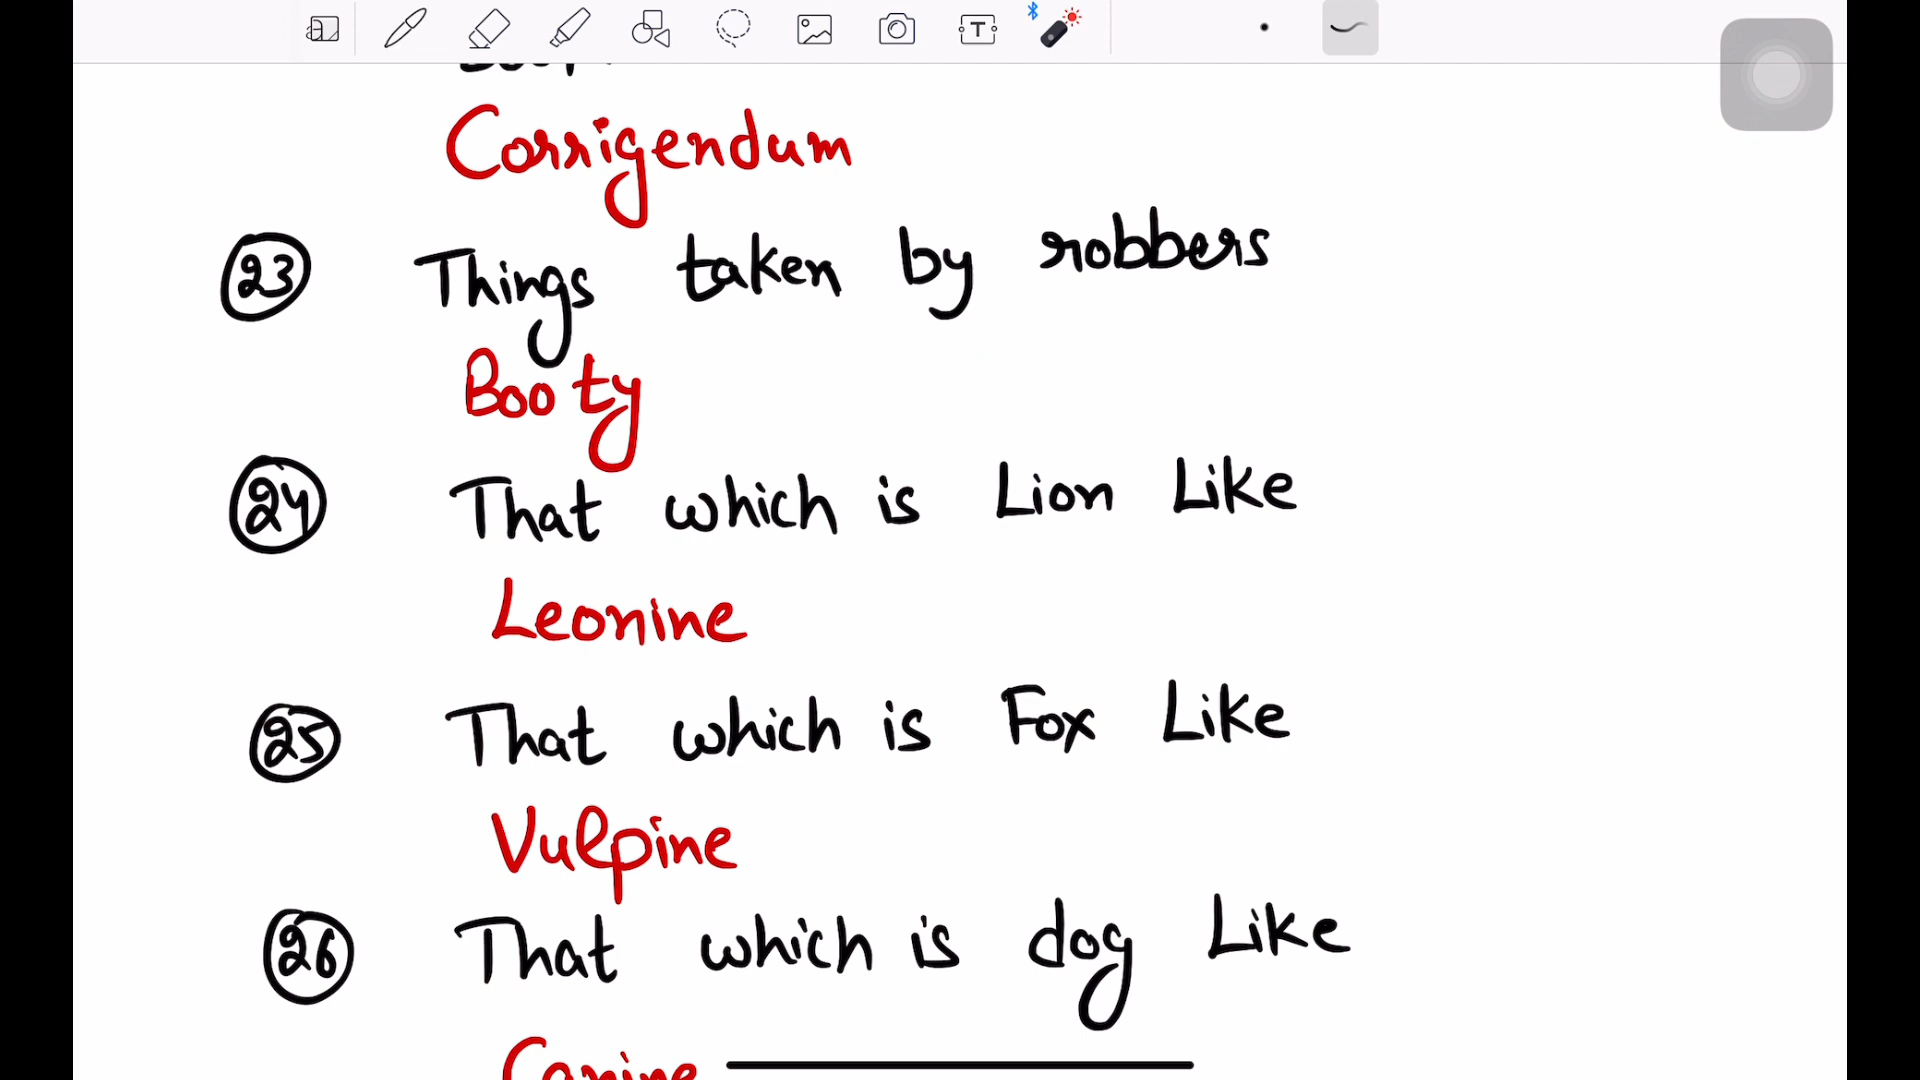 Corrigendum
23 Things taken by robbers
Booty
24 That which is Lion Like
Leonine
25 That which is Fox Like
Vulpine
26 That which is dog Like
Canine